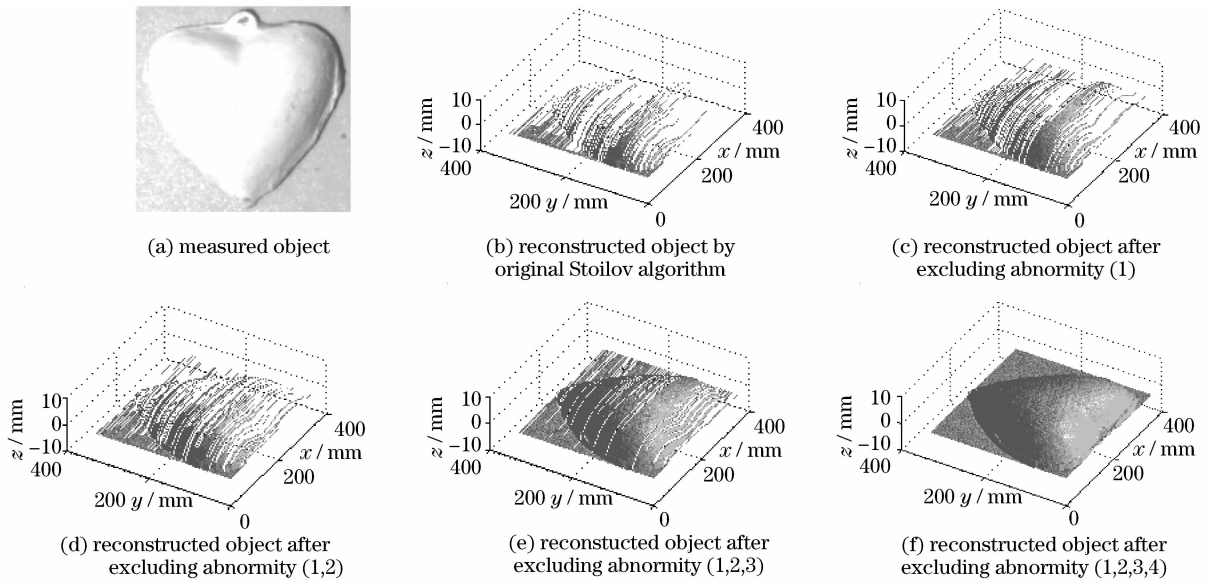 10
0
−10
z / mm
400
200 y / mm
0
200
400
x / mm
10
0
−10
z / mm
400
200 y / mm
0
200
400
x / mm
(a) measured object
(b) reconstructed object by
original Stoilov algorithm
(c) reconstructed object after
excluding abnormity (1)
10
0
−10
z / mm
400
200 y / mm
0
200
400
x / mm
10
0
−10
z / mm
400
200 y / mm
0
200
400
x / mm
10
0
−10
z / mm
400
200 y / mm
0
200
400
x / mm
(d) reconstructed object after
excluding abnormity (1,2)
(e) reconstucted object after
excluding abnormity (1,2,3)
(f) reconstructed object after
excluding abnormity (1,2,3,4)